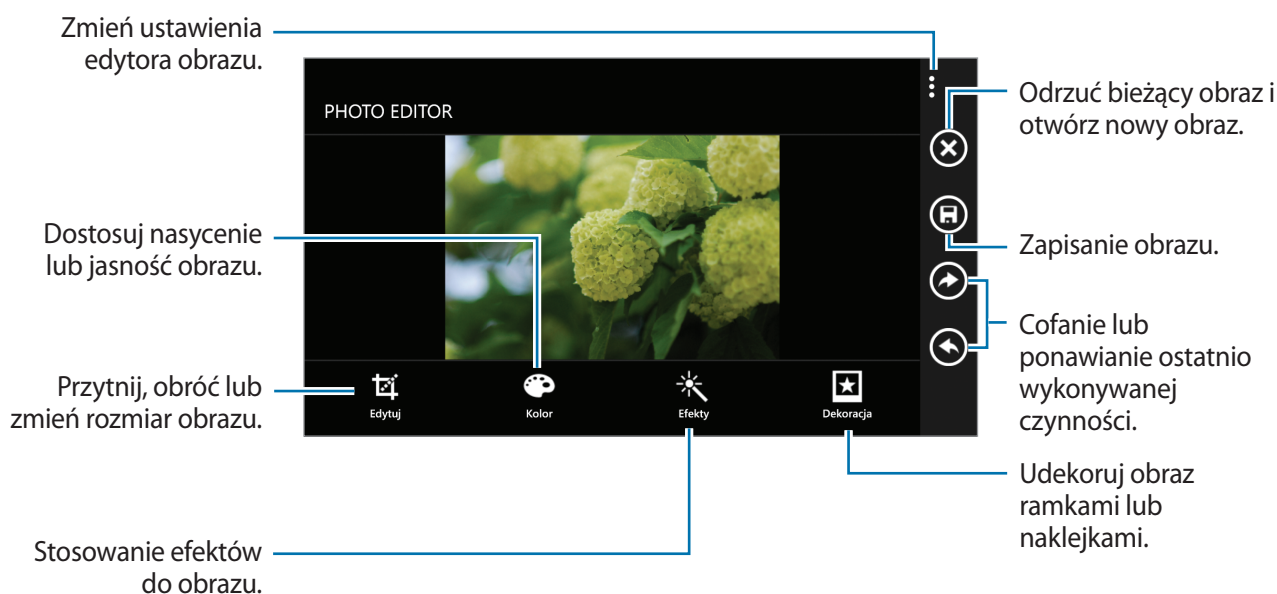 Zmień ustawienia
edytora obrazu.
PHOTO EDITOR
Odrzuć bieżący obraz i
otwórz nowy obraz.
Dostosuj nasycenie
lub jasność obrazu.
Zapisanie obrazu.
Cofanie lub
ponawianie ostatnio
wykonywanej
czynności.
Przytnij, obróć lub
zmień rozmiar obrazu.
Edytuj
Kolor
Efekty
Dekoracja
Udekoruj obraz
ramkami lub
naklejkami.
Stosowanie efektów
do obrazu.